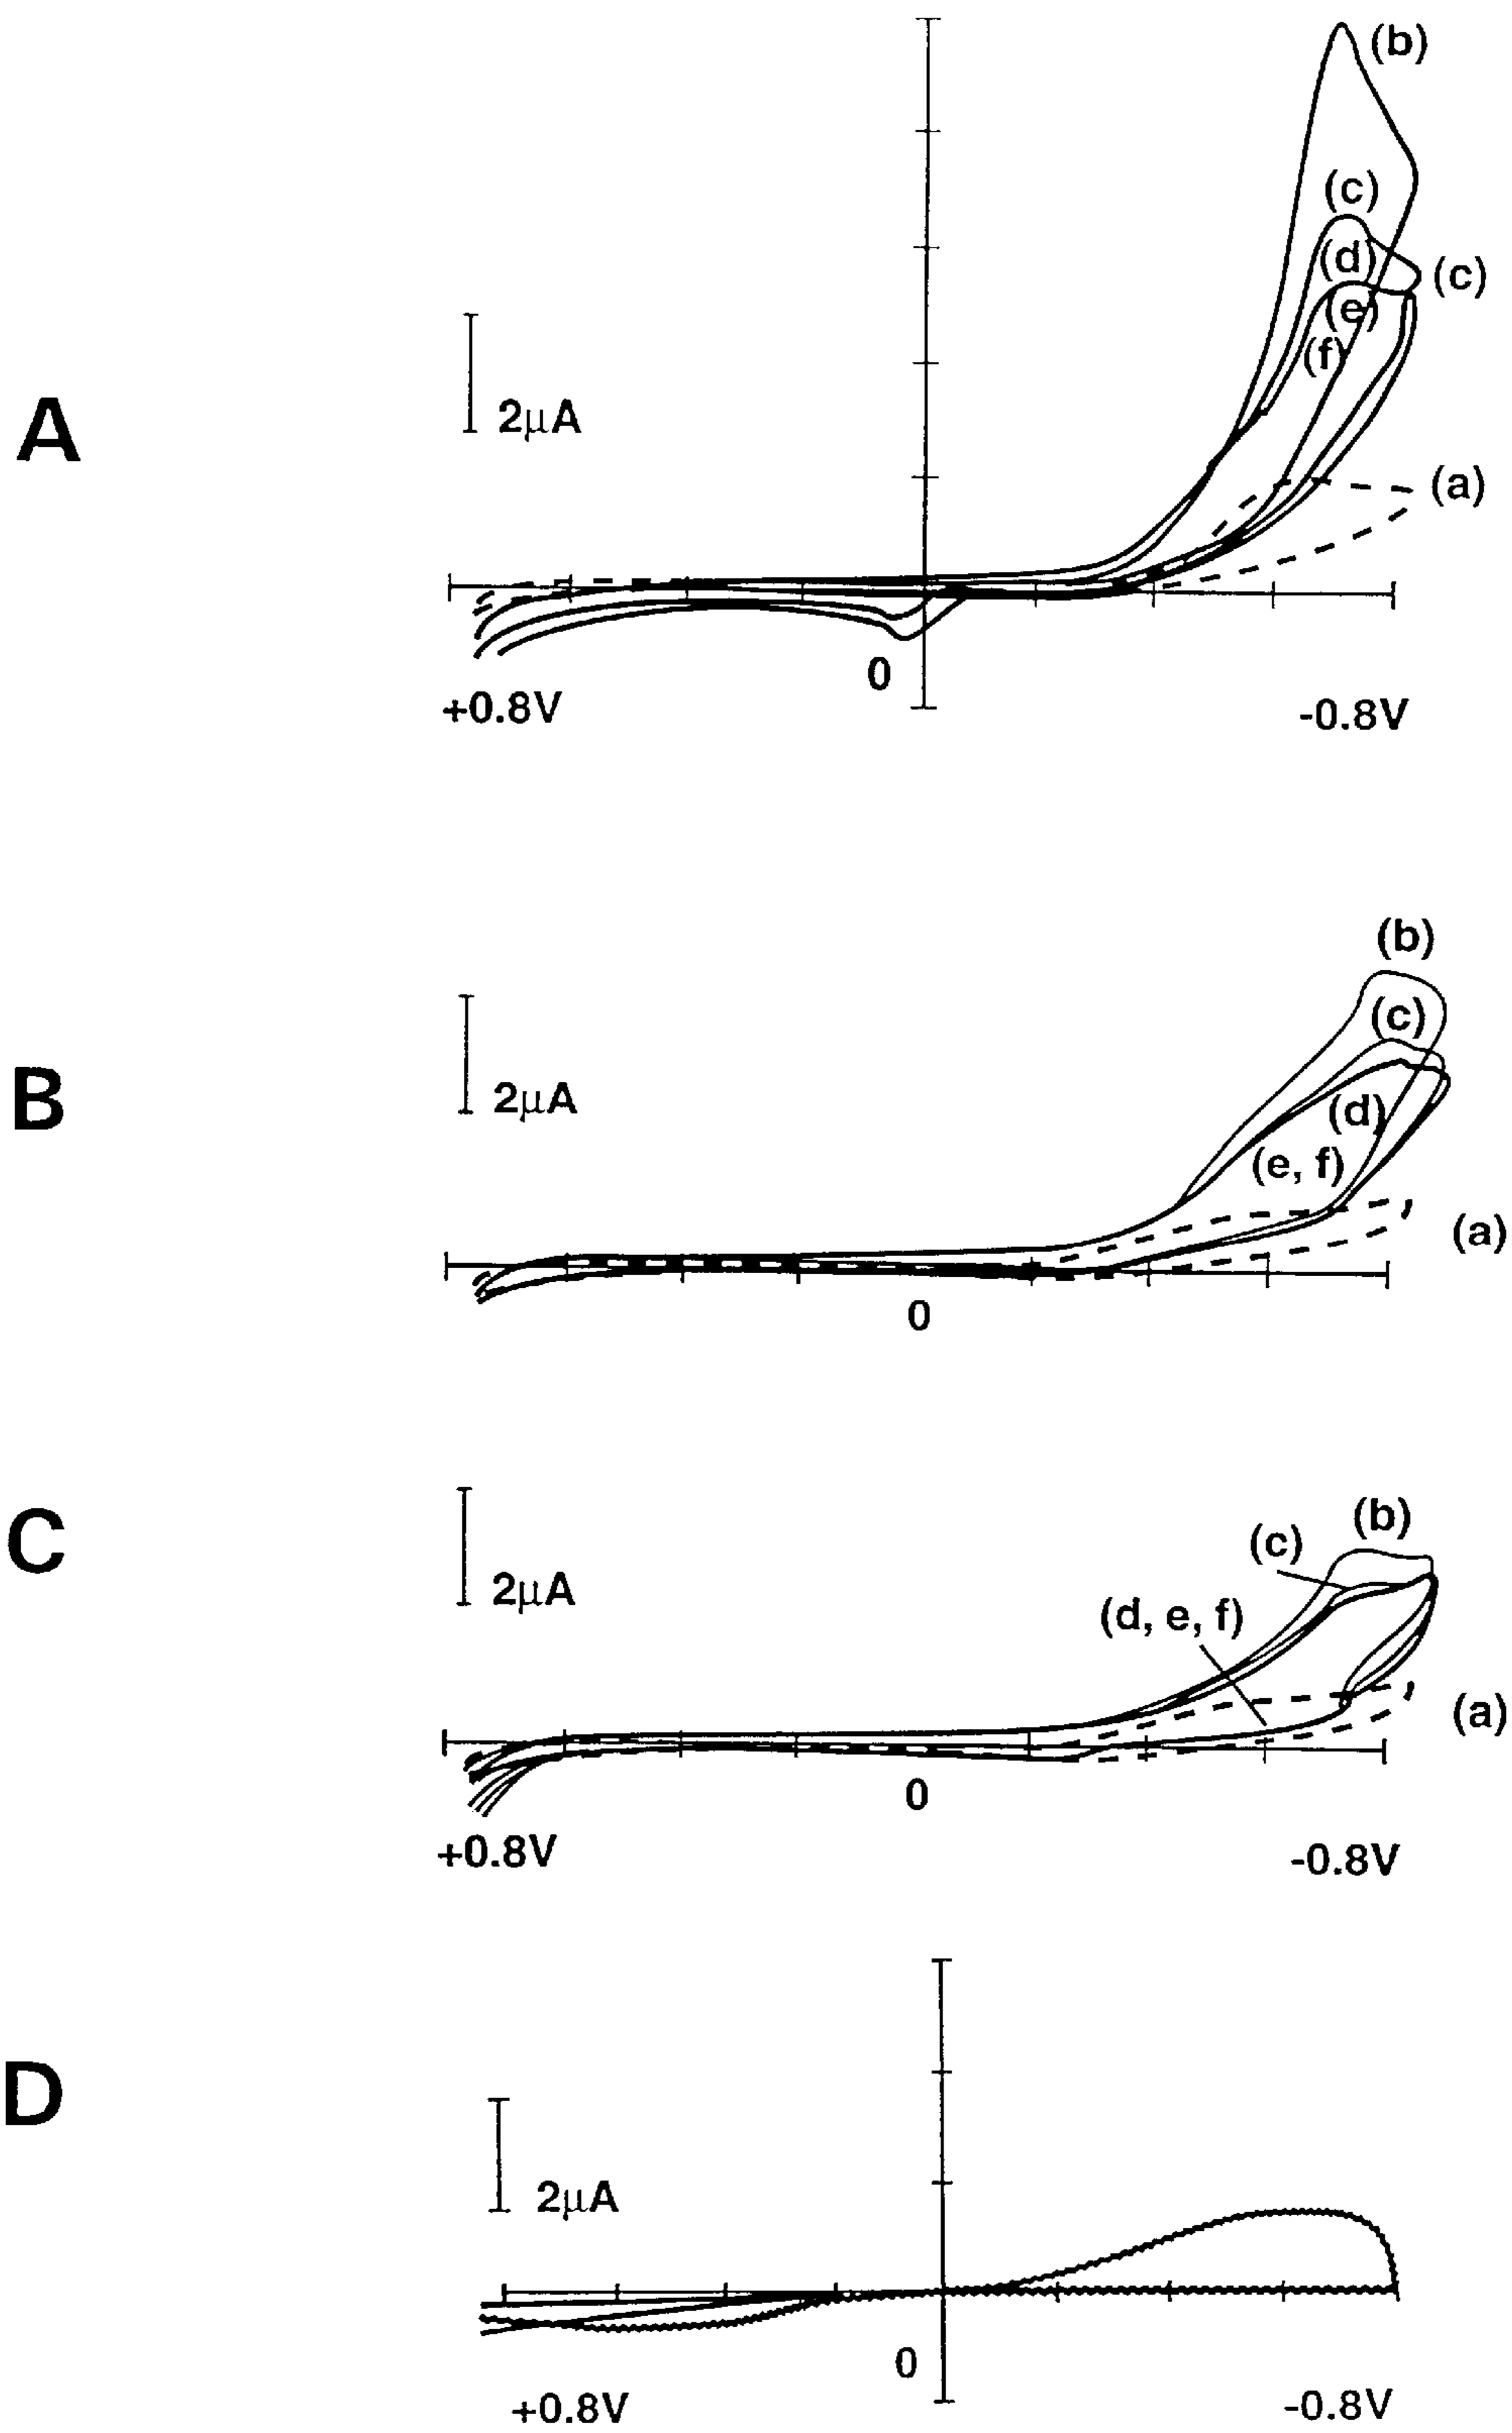 (b)
(c)
(d)
(c)
(e)
(f)
A
2μA
(a)
0
+0.8V
-0.8V
(b)
(c)
B
2μA
(d)
(e, f)
(a)
0
(b)
C
(c)
2μA
(d, e, f)
(a)
0
+0.8V
-0.8V
D
2μA
0
+0.8V
-0.8V